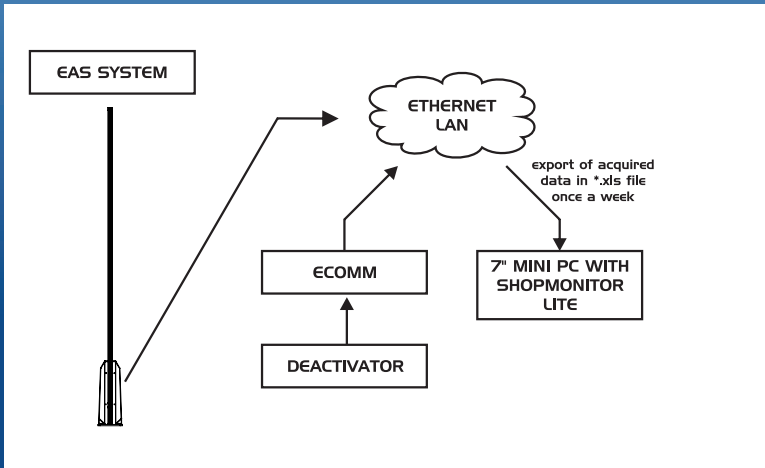 EAS SYSTEM
ETHERNET
LAN
export of acquired
data in *.xls file
once a week
ECOMM
7" MINI PC WITH
SHOPMONITOR
LITE
DEACTIVATOR